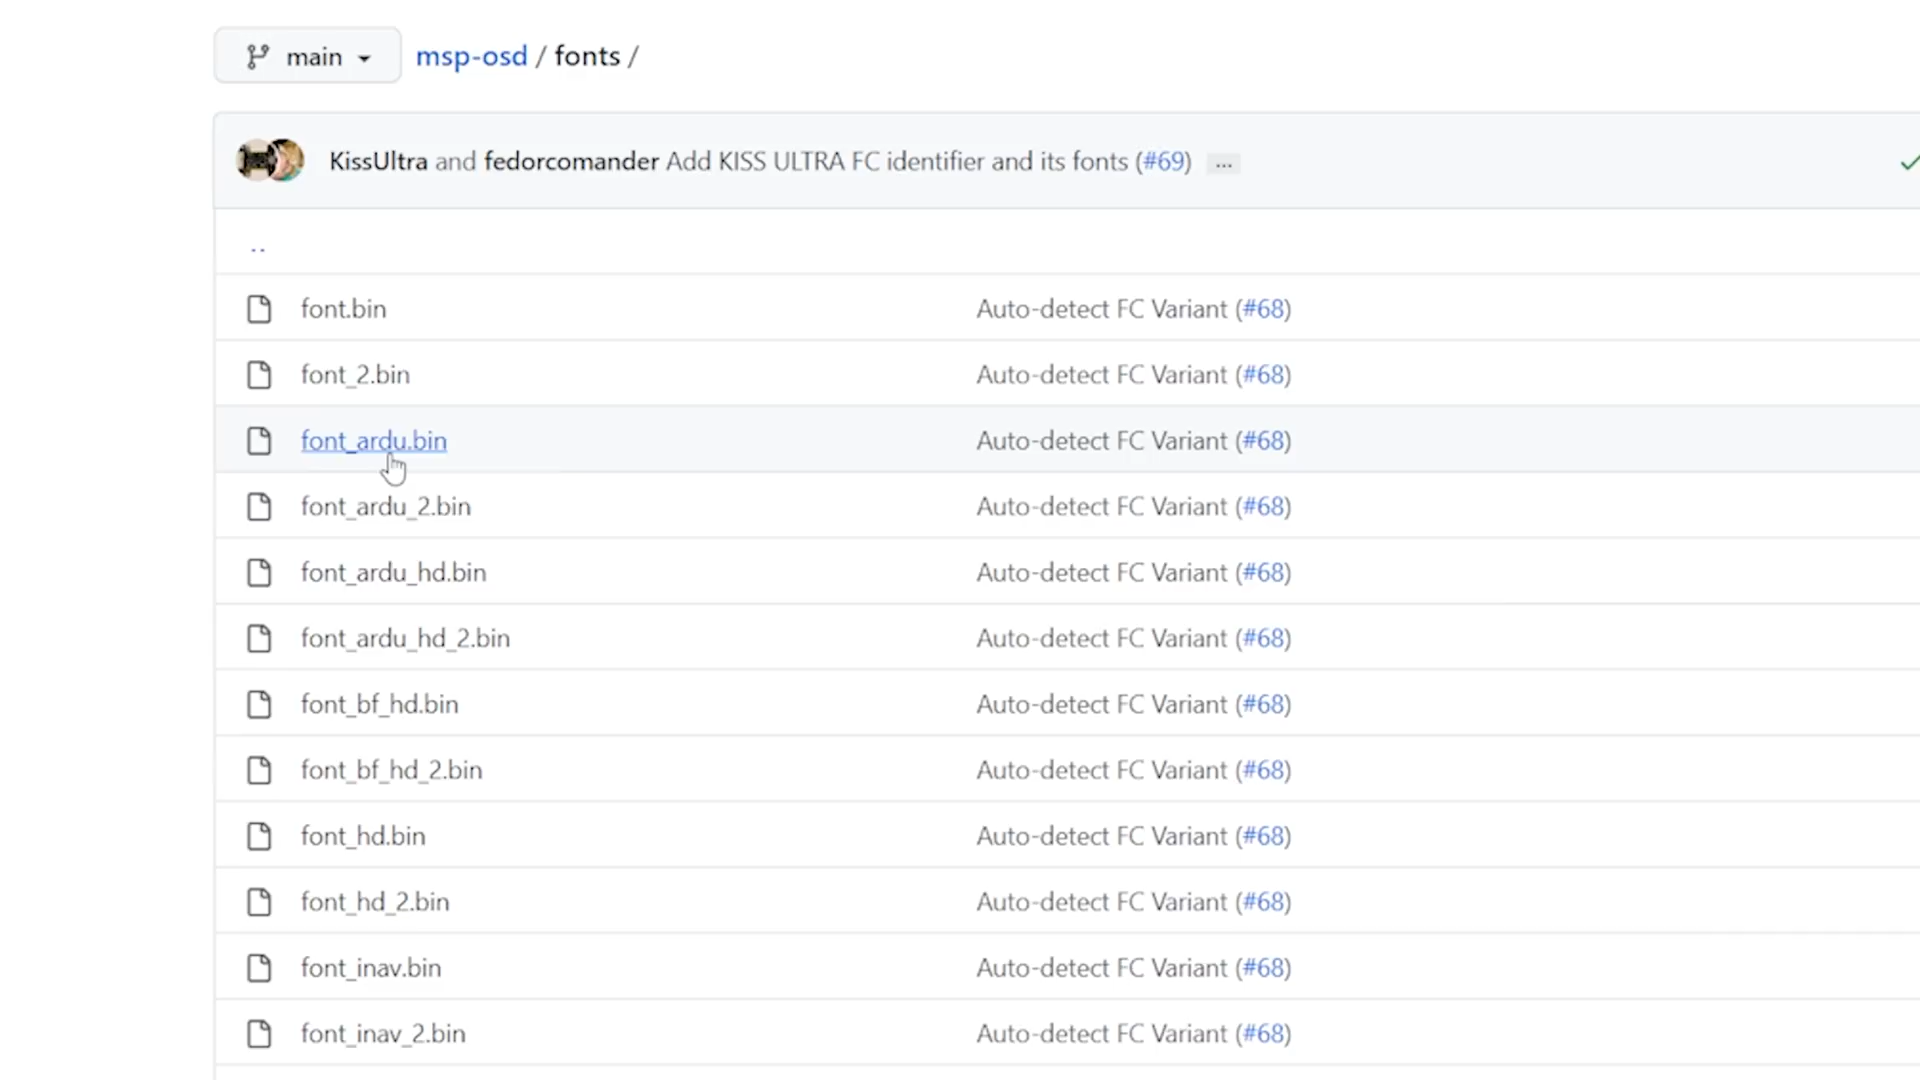 main msp-osd / fonts /
KissUltra and fedorcomander Add KISS ULTRA FC identifier and its fonts (#69) ...
..
font.bin Auto-detect FC Variant (#68)
font_2.bin Auto-detect FC Variant (#68)
font_ardu.bin Auto-detect FC Variant (#68)
font_ardu_2.bin Auto-detect FC Variant (#68)
font_ardu_hd.bin Auto-detect FC Variant (#68)
font_ardu_hd_2.bin Auto-detect FC Variant (#68)
font_bf_hd.bin Auto-detect FC Variant (#68)
font_bf_hd_2.bin Auto-detect FC Variant (#68)
font_hd.bin Auto-detect FC Variant (#68)
font_hd_2.bin Auto-detect FC Variant (#68)
font_inav.bin Auto-detect FC Variant (#68)
font_inav_2.bin Auto-detect FC Variant (#68)